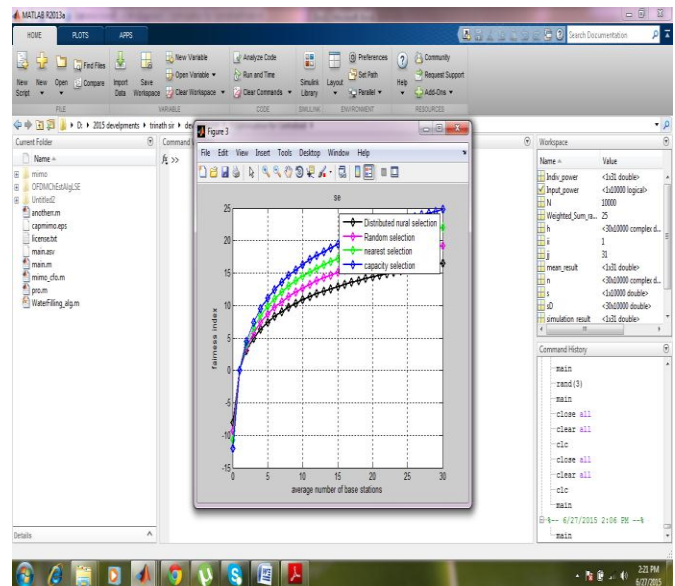 MATLAB R2013a
HOME
PLOTS
APPS
Search Documentation
New Script
New
Open
Find Files
Compare
Import Data
Save Workspace
New Variable
Open Variable
Clear Workspace
Analyze Code
Run and Time
Clear Commands
Simulink Library
Layout
Preferences
Set Path
Parallel
Help
Community
Request Support
Add-Ons
FILE
VARIABLE
CODE
SIMULINK
ENVIRONMENT
RESOURCES
D: ▸ 2015 develpments ▸ trinath sir ▸
Current Folder
Name
mimo
OFDMChEstAlgLSE
Untitled2
anotherr.m
capmimo.eps
license.txt
main.asv
main.m
mimo_cfo.m
pro.m
WaterFilling_alg.m
Details
fx >>
Figure 3
File Edit View Insert Tools Desktop Window Help
se
Distributed nural selection
Random selection
nearest selection
capacity selection
25
20
15
10
5
0
-5
-10
-15
fairness index
0 5 10 15 20 25 30
average number of base stations
Workspace
Name
Value
Indiv_power <1x31 double>
Input_power <1x10000 logical>
N 10000
Weighted_Sum_ra... 25
h <30x10000 complex d...
ii 1
jj 31
mean_result <1x31 double>
n <30x10000 complex d...
s <1x10000 double>
sD <30x10000 complex d...
simulation_result <1x31 double>
Command History
main
rand(3)
main
close all
clear all
clc
close all
clear all
clc
main
%-- 6/27/2015 2:06 PM --%
main
2:21 PM
6/27/2015